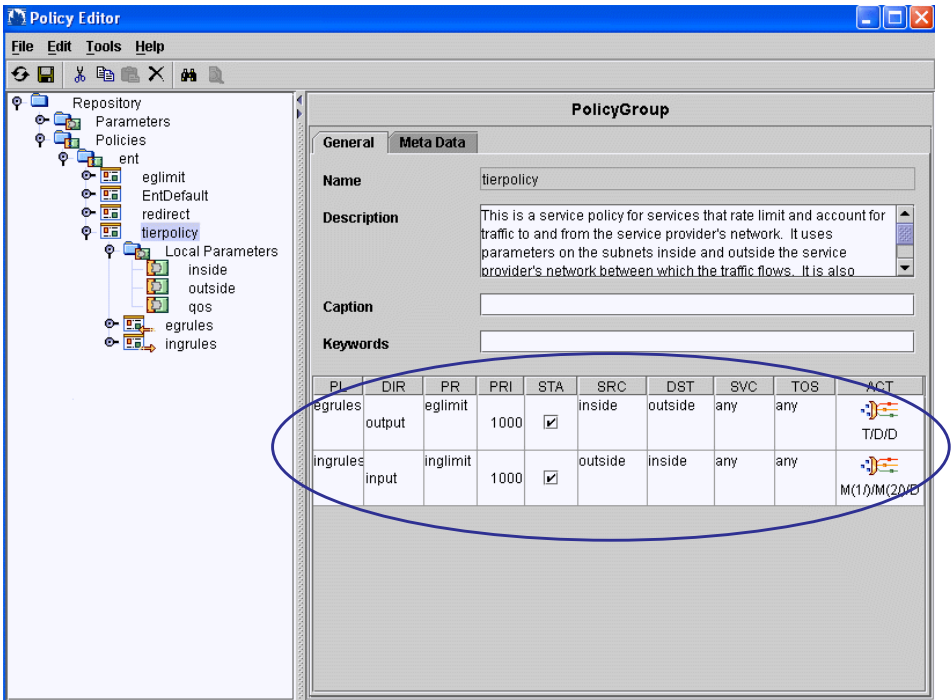 Policy Editor
File Edit Tools Help
Repository
Parameters
Policies
ent
eglimit
EntDefault
redirect
tierpolicy
Local Parameters
inside
outside
qos
egrules
ingrules
PolicyGroup
General Meta Data
Name tierpolicy
Description This is a service policy for services that rate limit and account for
traffic to and from the service provider's network. It uses
parameters on the subnets inside and outside the service
provider's network between which the traffic flows. It is also
Caption
Keywords
PL DIR PR PRI STA SRC DST SVC TOS ACT
egrules output eglimit 1000 inside outside any any T/D/D
ingrules input inglimit 1000 outside inside any any